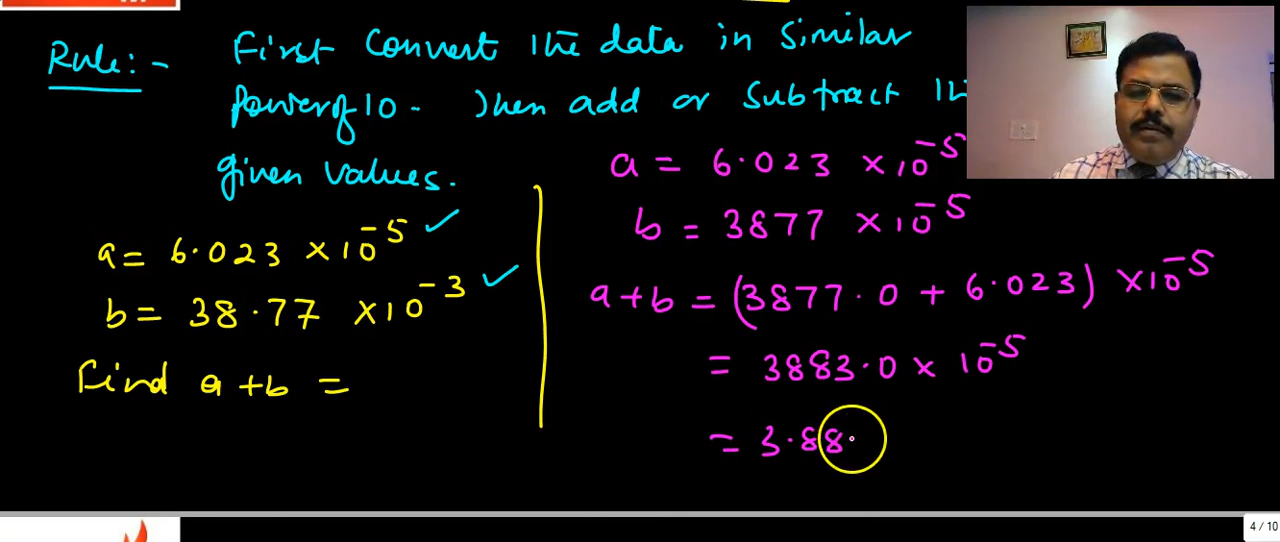 Rule:- First Convert the data in Similar
Power of 10 - Then add or Subtract the
given values.
a = 6.023 × 10⁻⁵ ✓
b = 38.77 × 10⁻³ ✓
Find a + b =
a = 6.023 × 10⁻⁵
b = 3877 × 10⁻⁵
a + b = (3877.0 + 6.023) × 10⁻⁵
= 3883.0 × 10⁻⁵
= 3.88
4 / 10